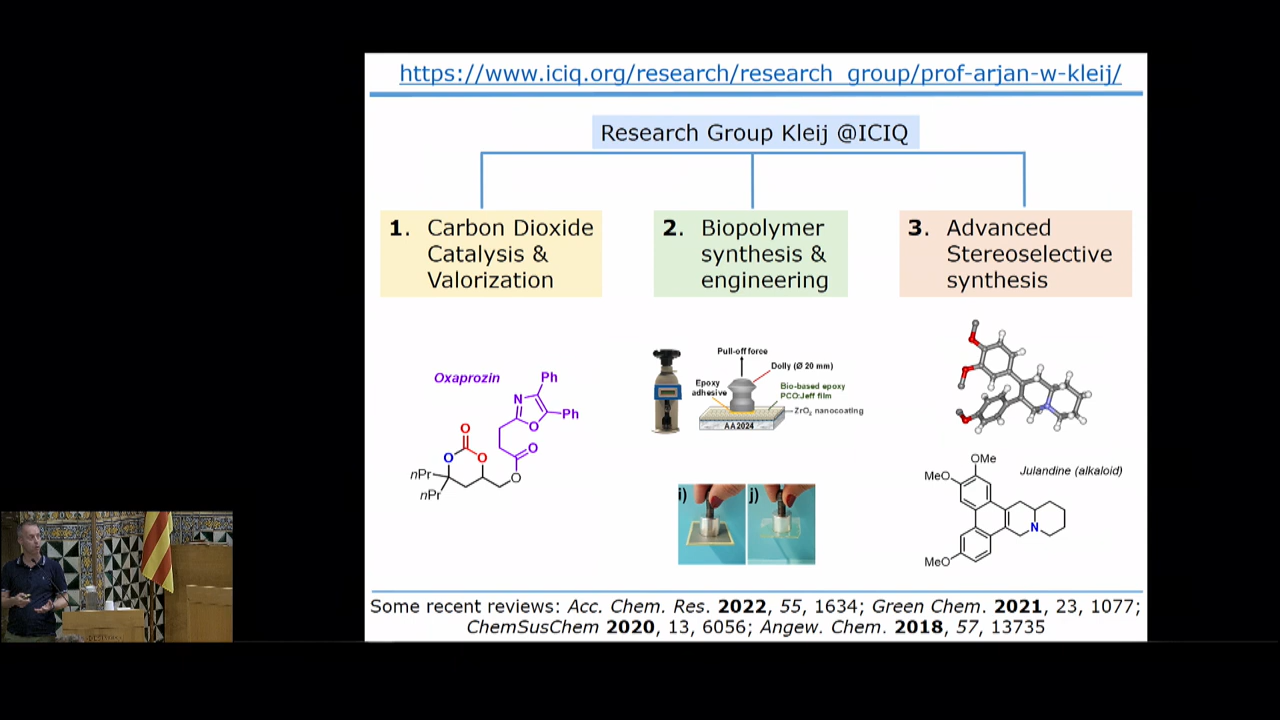 https://www.iciq.org/research/research_group/prof-arjan-w-kleij/
Research Group Kleij @ICIQ
1. Carbon Dioxide
Catalysis &
Valorization
2. Biopolymer
synthesis &
engineering
3. Advanced
Stereoselective
synthesis
Oxaprozin
Ph
Ph
N
O
O
O
O
O
O
nPr
nPr
Pull-off force
Dolly (Ø 20 mm)
Epoxy
adhesive
Bio-based epoxy
PCO:Jeff film
ZrO2 nanocoating
AA2024
i)
j)
OMe
MeO
Julandine (alkaloid)
N
MeO
Some recent reviews: Acc. Chem. Res. 2022, 55, 1634; Green Chem. 2021, 23, 1077;
ChemSusChem 2020, 13, 6056; Angew. Chem. 2018, 57, 13735